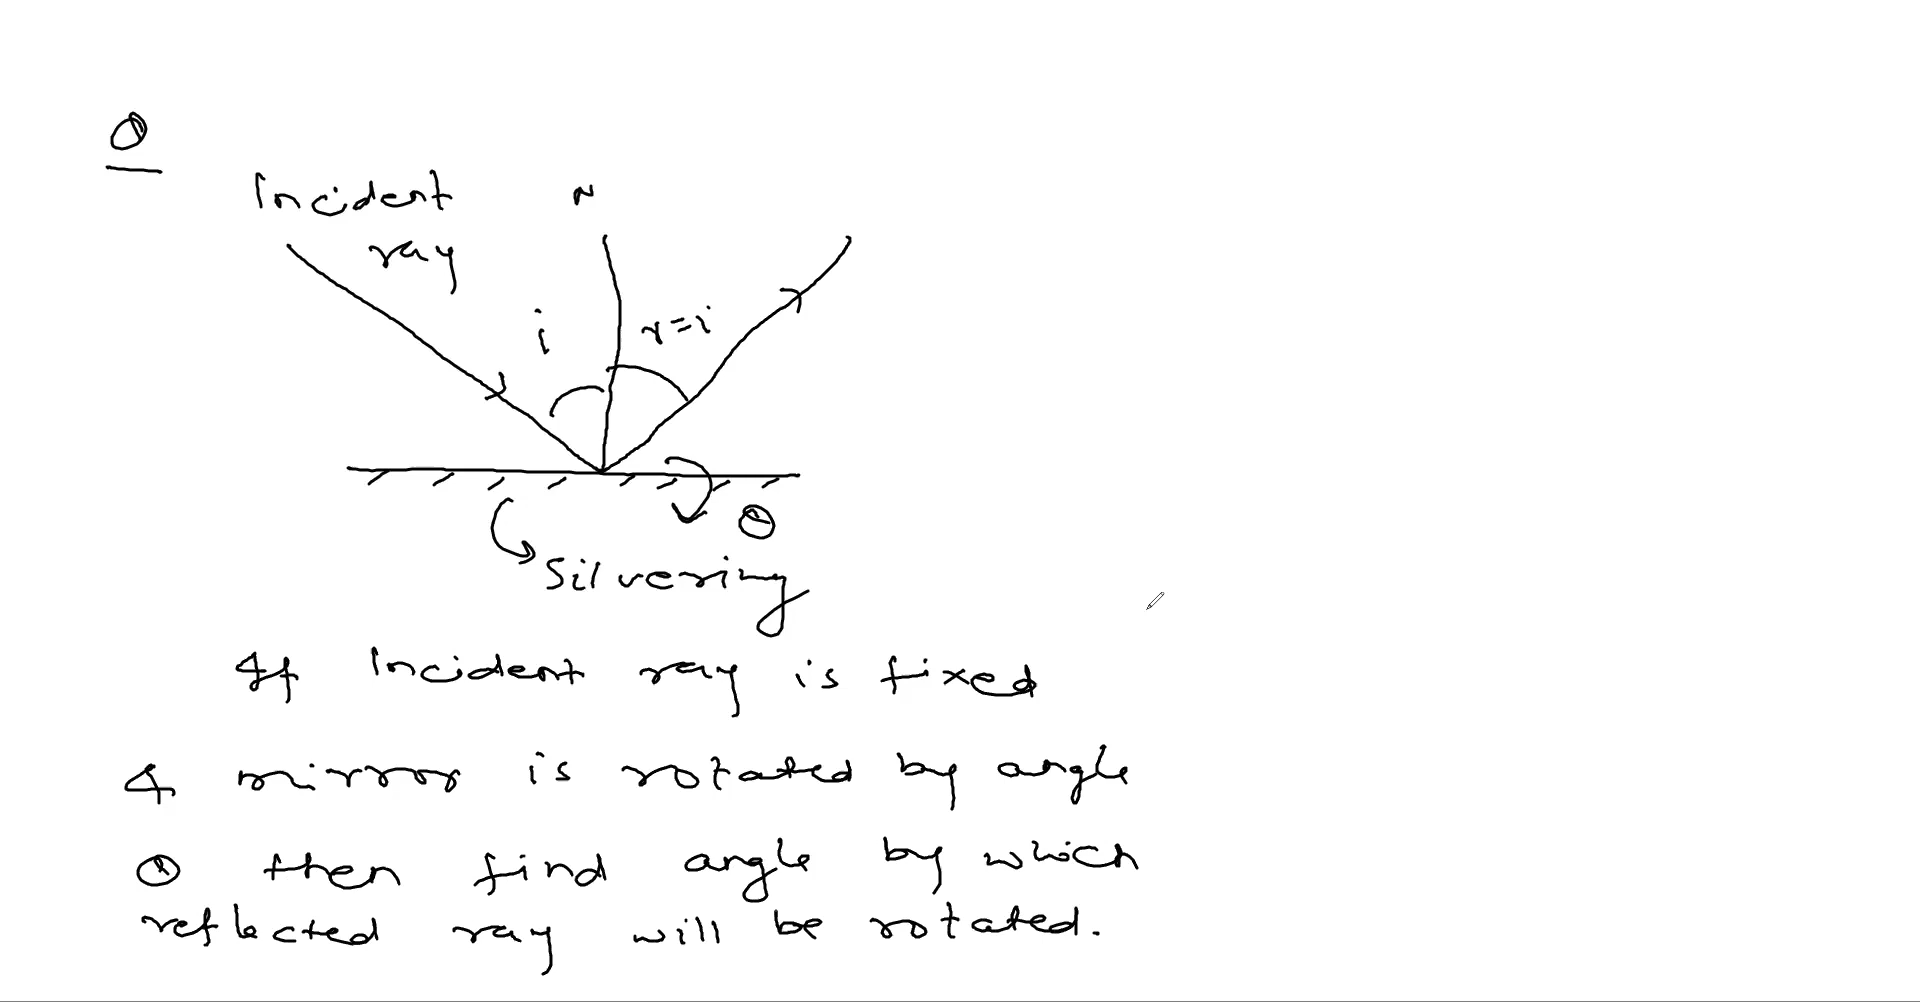 Q
Incident
ray
N
i
r=i
θ
Silvering
If Incident ray is fixed
& mirror is rotated by angle
θ then find angle by which
reflected ray will be rotated.